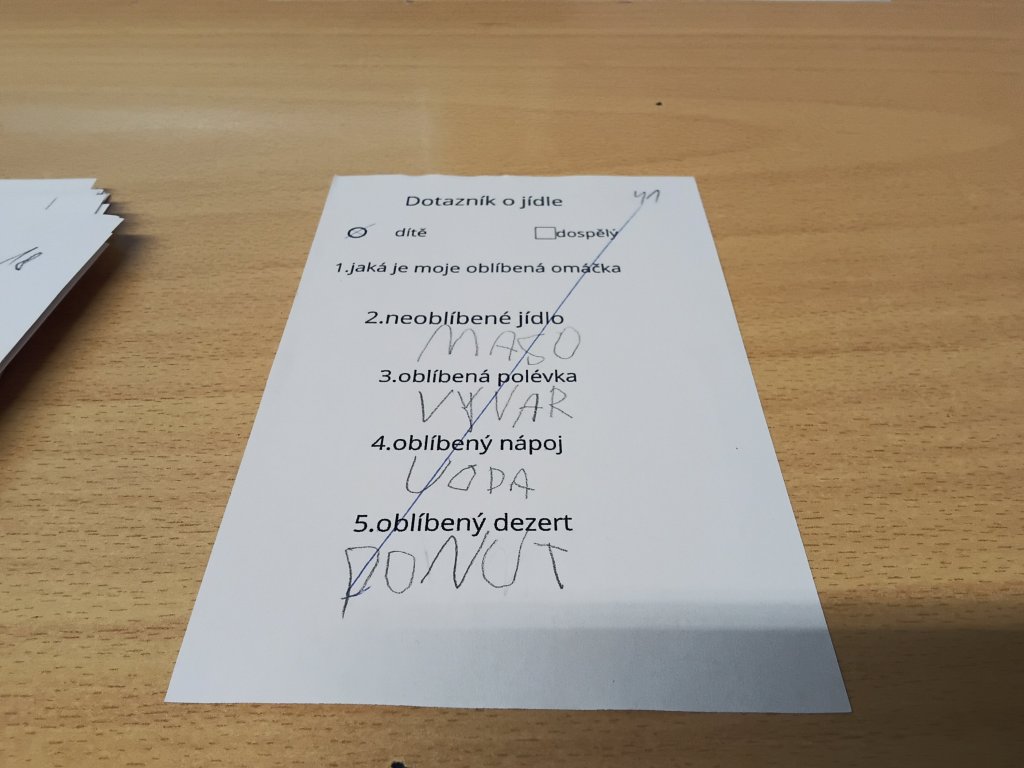 Dotazník o jídle 41
dítě dospělý
1.jaká je moje oblíbená omáčka
2.neoblíbené jídlo
MASO
3.oblíbená polévka
VYVAR
4.oblíbený nápoj
VODA
5.oblíbený dezert
DONUT
18